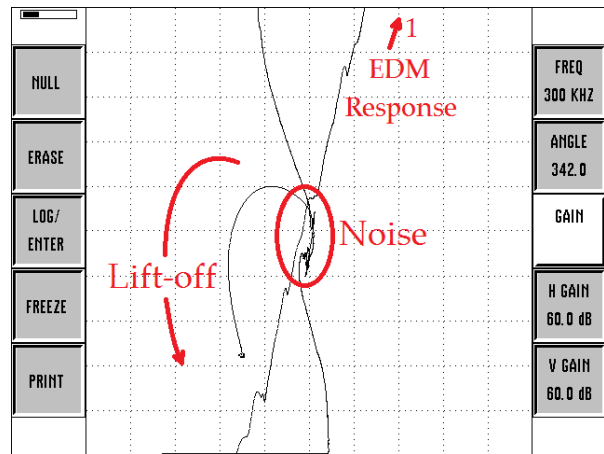 NULL
ERASE
LOG/
ENTER
FREEZE
PRINT
1
EDM
Response
Noise
Lift-off
FREQ
300 KHZ
ANGLE
342.0
GAIN
H GAIN
60.0 dB
V GAIN
60.0 dB